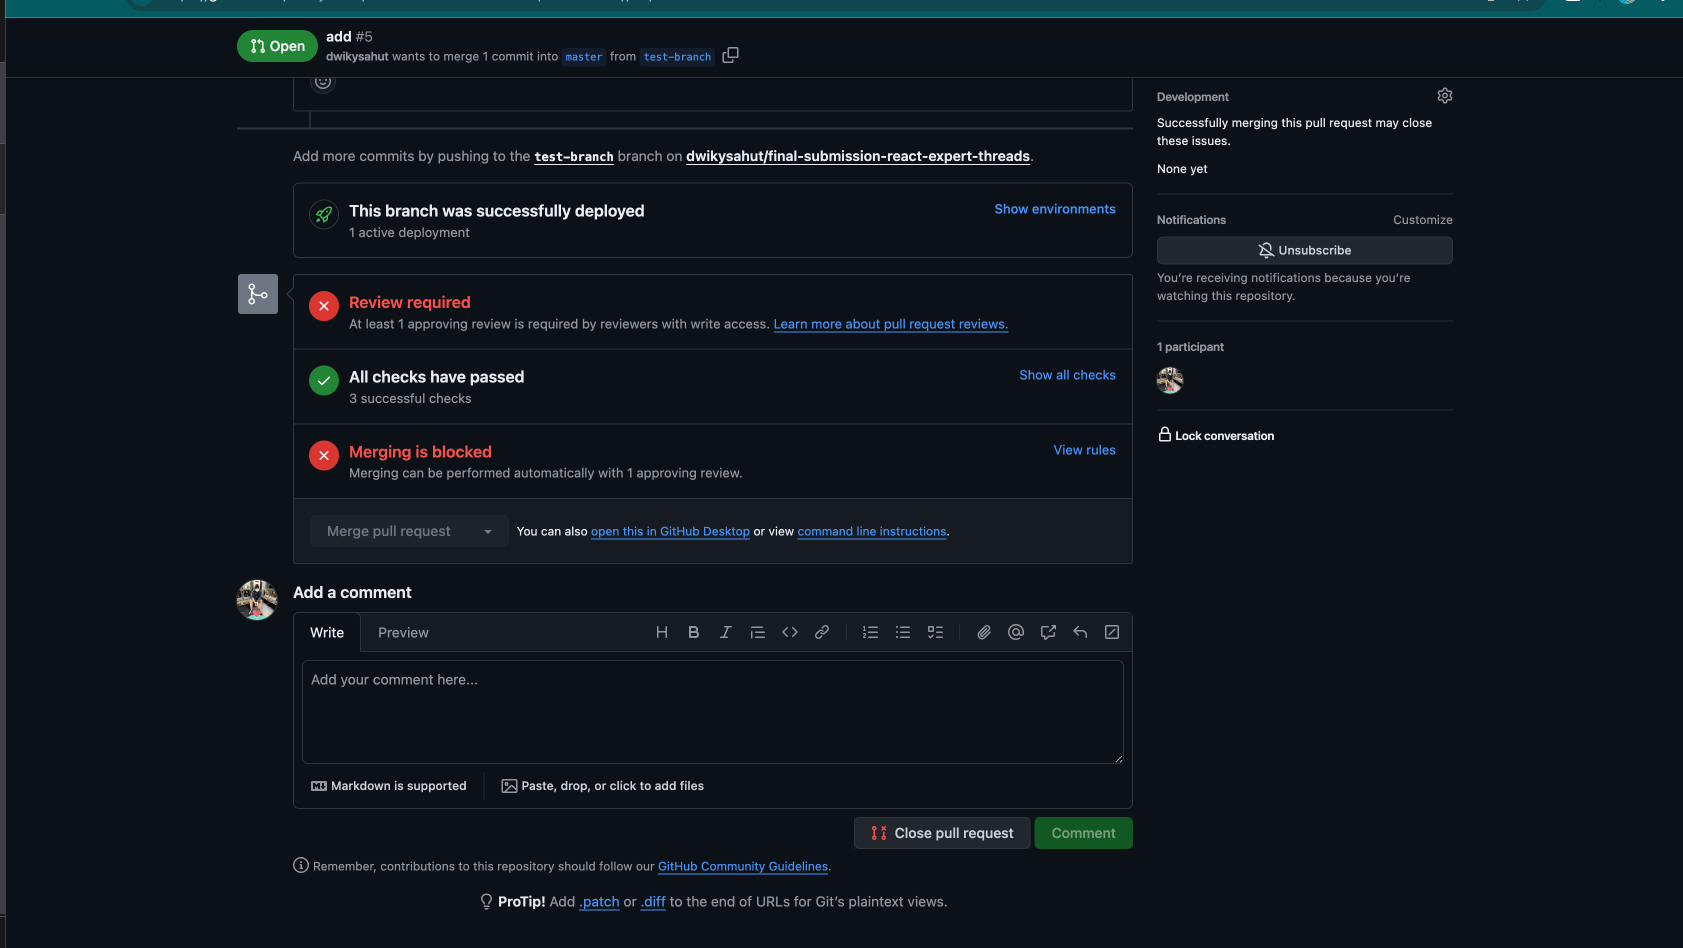 Open
add #5
dwikysahut wants to merge 1 commit into master from test-branch
Add more commits by pushing to the test-branch branch on dwikysahut/final-submission-react-expert-threads.
This branch was successfully deployed
1 active deployment
Show environments
Review required
At least 1 approving review is required by reviewers with write access. Learn more about pull request reviews.
All checks have passed
3 successful checks
Show all checks
Merging is blocked
Merging can be performed automatically with 1 approving review.
View rules
Merge pull request
You can also open this in GitHub Desktop or view command line instructions.
Add a comment
Write
Preview
Add your comment here...
Markdown is supported
Paste, drop, or click to add files
Close pull request
Comment
Remember, contributions to this repository should follow our GitHub Community Guidelines.
ProTip! Add .patch or .diff to the end of URLs for Git's plaintext views.
Development
Successfully merging this pull request may close
these issues.
None yet
Notifications
Customize
Unsubscribe
You're receiving notifications because you're
watching this repository.
1 participant
Lock conversation